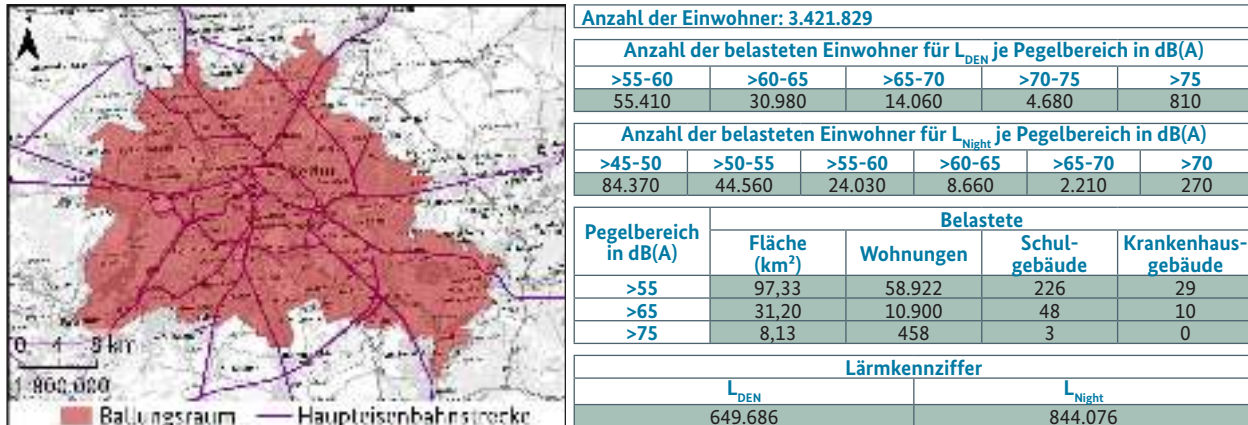 Berlin
0 4 8 km
1:800.000
Ballungsraum Haupteisenbahnstrecke
Anzahl der Einwohner: 3.421.829
Anzahl der belasteten Einwohner für LDEN je Pegelbereich in dB(A)
>55-60 >60-65 >65-70 >70-75 >75
55.410 30.980 14.060 4.680 810
Anzahl der belasteten Einwohner für LNight je Pegelbereich in dB(A)
>45-50 >50-55 >55-60 >60-65 >65-70 >70
84.370 44.560 24.030 8.660 2.210 270
Pegelbereich
in dB(A)
Belastete
Fläche
(km²)
Wohnungen
Schul-
gebäude
Krankenhaus-
gebäude
>55 97,33 58.922 226 29
>65 31,20 10.900 48 10
>75 8,13 458 3 0
Lärmkennziffer
LDEN LNight
649.686 844.076